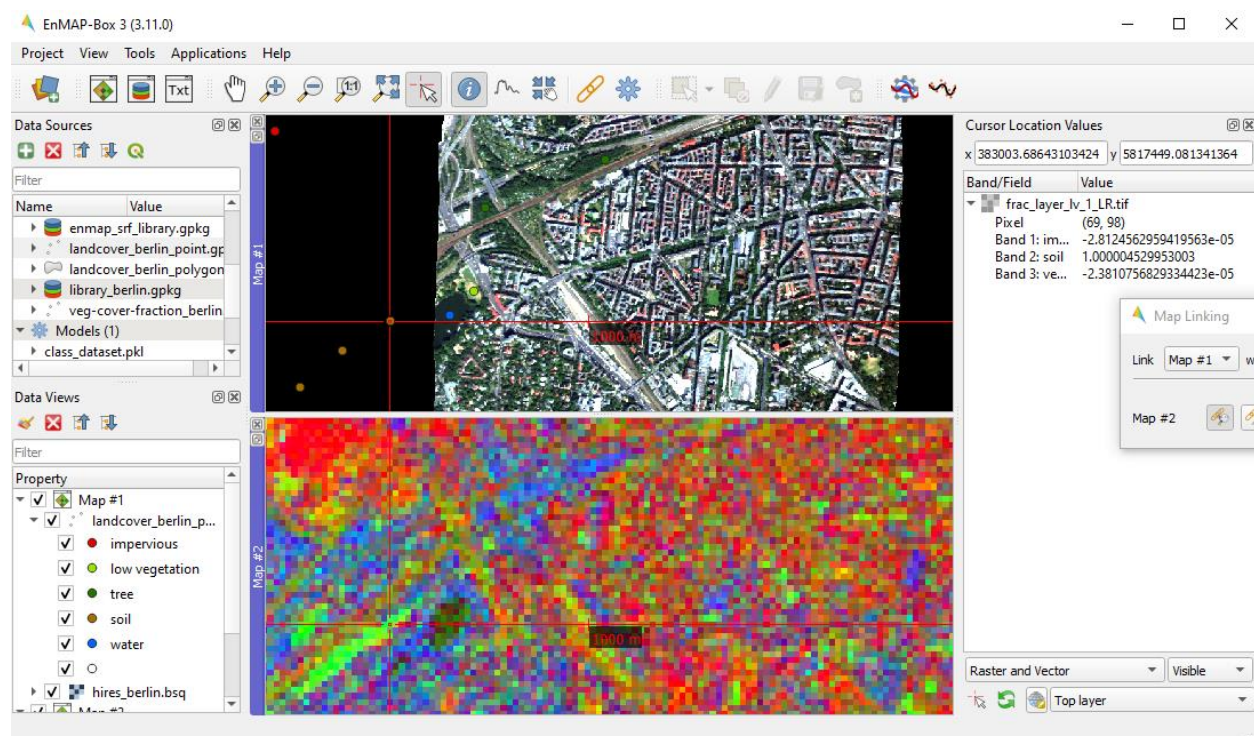 EnMAP-Box 3 (3.11.0)
Project View Tools Applications Help
1:1
Txt
Data Sources
Filter
Name Value
enmap_srf_library.gpkg
landcover_berlin_point.gp
landcover_berlin_polygon
library_berlin.gpkg
veg-cover-fraction_berlin
Models (1)
class_dataset.pkl
Data Views
Filter
Property
Map #1
landcover_berlin_p...
impervious
low vegetation
tree
soil
water
hires_berlin.bsq
Map #2
Map #1
1000 m
Map #2
1000 m
Cursor Location Values
x 383003.68643103424 y 5817449.081341364
Band/Field Value
frac_layer_lv_1_LR.tif
Pixel (69, 98)
Band 1: im... -2.8124562959419563e-05
Band 2: soil 1.000004529953003
Band 3: ve... -2.3810756829334423e-05
Map Linking
Link Map #1 w
Map #2
Raster and Vector Visible
Top layer